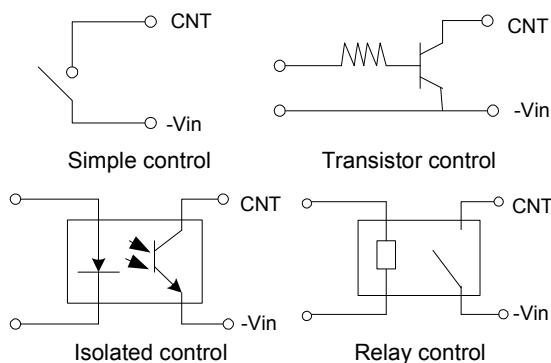 CNT
-Vin
Simple control
CNT
-Vin
Transistor control
CNT
-Vin
Isolated control
CNT
-Vin
Relay control